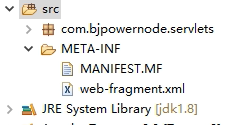 src
com.bjpowernode.servlets
META-INF
MANIFEST.MF
web-fragment.xml
JRE System Library [jdk1.8]